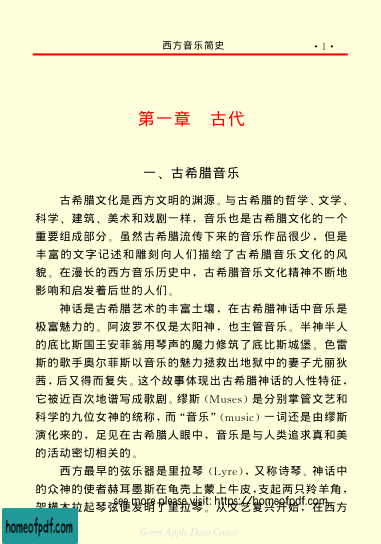 西方音乐简史
·1·
第一章 古代
一、古希腊音乐
古希腊文化是西方文明的渊源。与古希腊的哲学、文学、
科学、建筑、美术和戏剧一样，音乐也是古希腊文化的一个
重要组成部分。虽然古希腊流传下来的音乐作品很少，但是
丰富的文字记述和雕刻向人们描绘了古希腊音乐文化的风
貌。在漫长的西方音乐历史中，古希腊音乐文化精神不断地
影响和启发着后世的人们。
神话是古希腊艺术的丰富土壤，在古希腊神话中音乐是
极富魅力的。阿波罗不仅是太阳神，也主管音乐。半神半人
的底比斯国王安菲翁用琴声的魔力修筑了底比斯城堡。色雷
斯的歌手奥尔菲斯以音乐的魅力拯救出地狱中的妻子尤丽狄
茜，后又得而复失。这个故事体现出古希腊神话的人性特征，
它被近百次地谱写成歌剧。缪斯（Muses）是分别掌管文艺和
科学的九位女神的统称，而“音乐”（music）一词还是由缪斯
演化来的，足见在古希腊人眼中，音乐是与人类追求真和美
的活动密切相关的。
西方最早的弦乐器是里拉琴（Lyre），又称诗琴。神话中
的众神的使者赫耳墨斯在龟壳上蒙上牛皮，支起两只羚羊角，
see more please visit: https://homeofpdf.com
架横木拉起琴弦便发明了里拉琴。从文艺复兴开始，在西方
homeofpdf.com
Green Apple Data Center